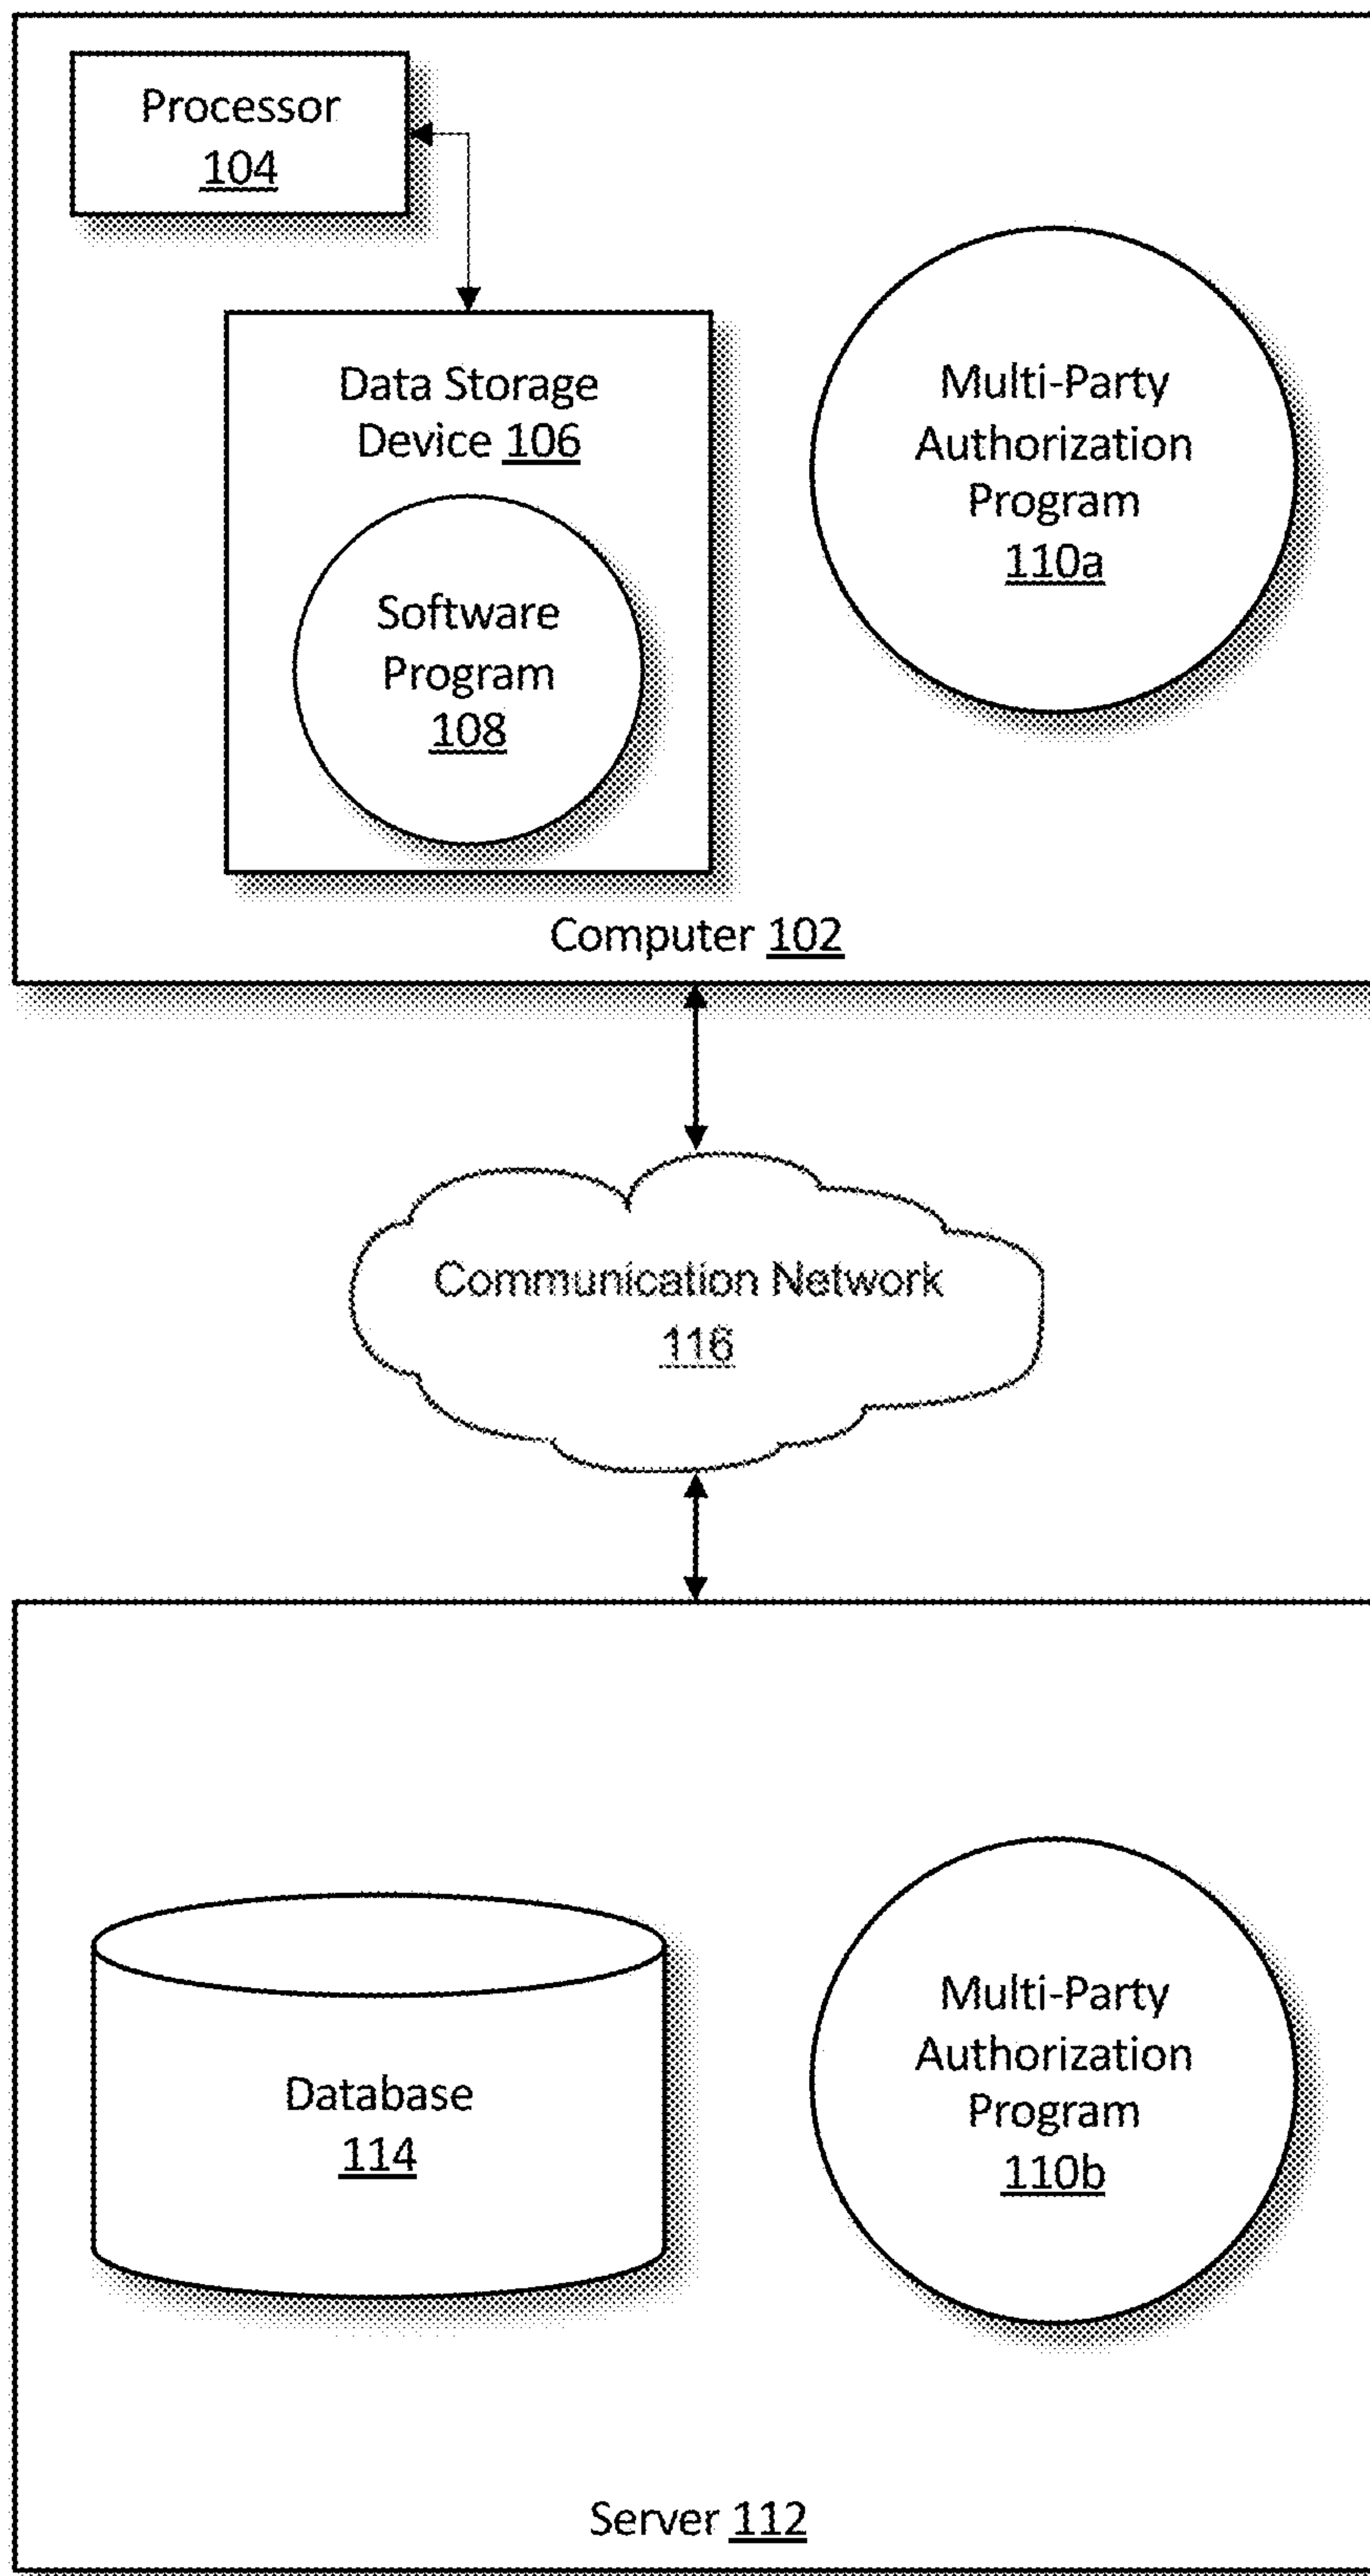 Processor
104
Data Storage
Device 106
Software
Program
108
Multi-Party
Authorization
Program
110a
Computer 102
Communication Network
116
Database
114
Multi-Party
Authorization
Program
110b
Server 112